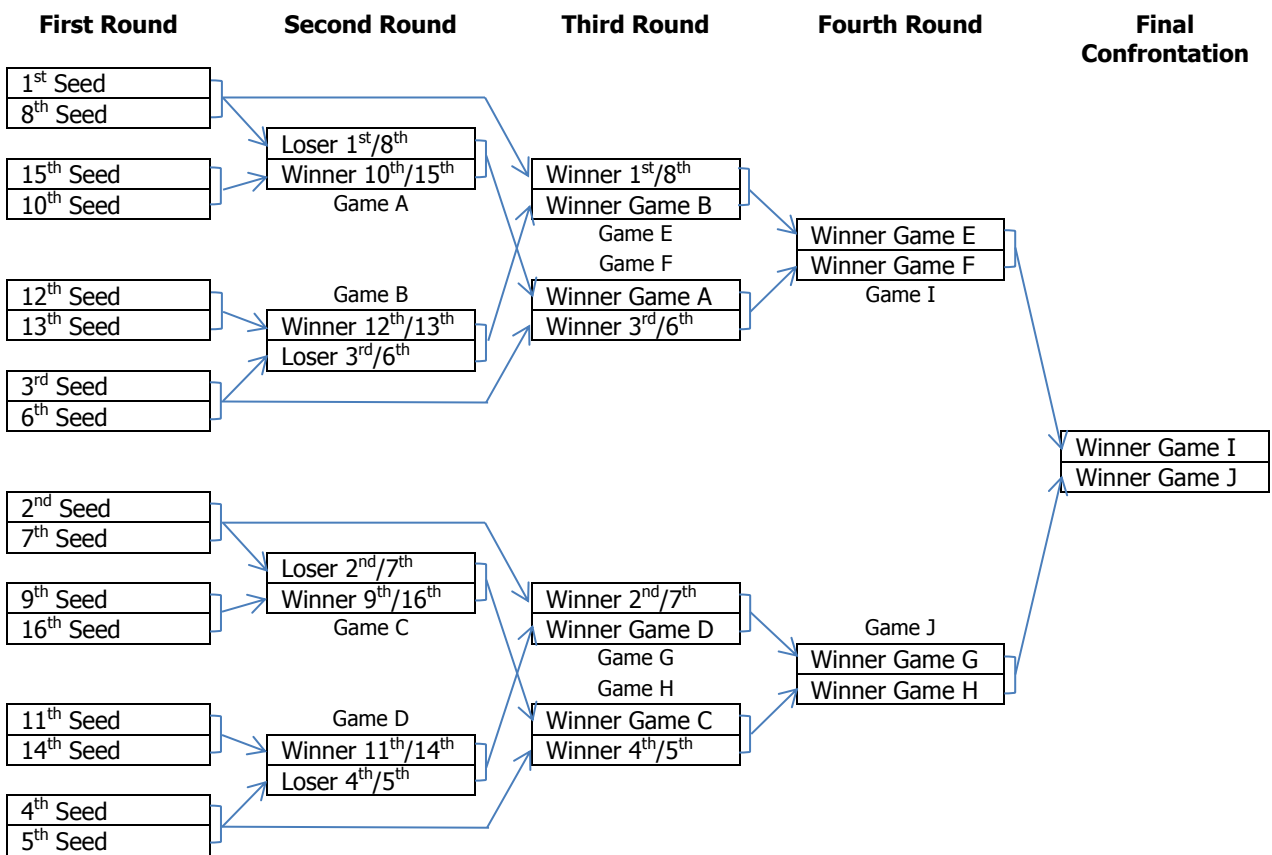 First Round
Second Round
Third Round
Fourth Round
Final
Confrontation
1st Seed
8th Seed
15th Seed
10th Seed
12th Seed
13th Seed
3rd Seed
6th Seed
2nd Seed
7th Seed
9th Seed
16th Seed
11th Seed
14th Seed
4th Seed
5th Seed
Loser 1st/8th
Winner 10th/15th
Game A
Game B
Winner 12th/13th
Loser 3rd/6th
Loser 2nd/7th
Winner 9th/16th
Game C
Game D
Winner 11th/14th
Loser 4th/5th
Winner 1st/8th
Winner Game B
Game E
Game F
Winner Game A
Winner 3rd/6th
Winner 2nd/7th
Winner Game D
Game G
Game H
Winner Game C
Winner 4th/5th
Winner Game E
Winner Game F
Game I
Game J
Winner Game G
Winner Game H
Winner Game I
Winner Game J